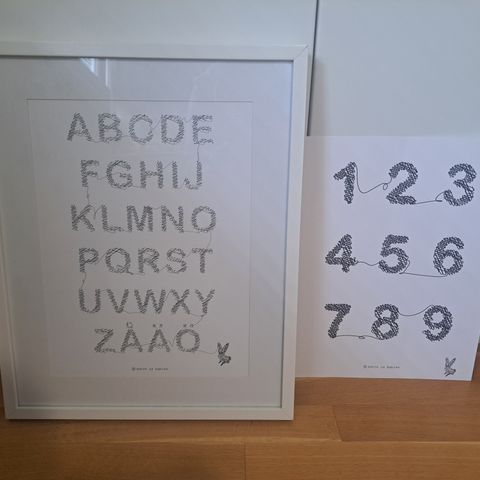 ABCDE
FGHIJ
KLMNO
PQRST
UVWXY
ZÅÄÖ
123
456
789